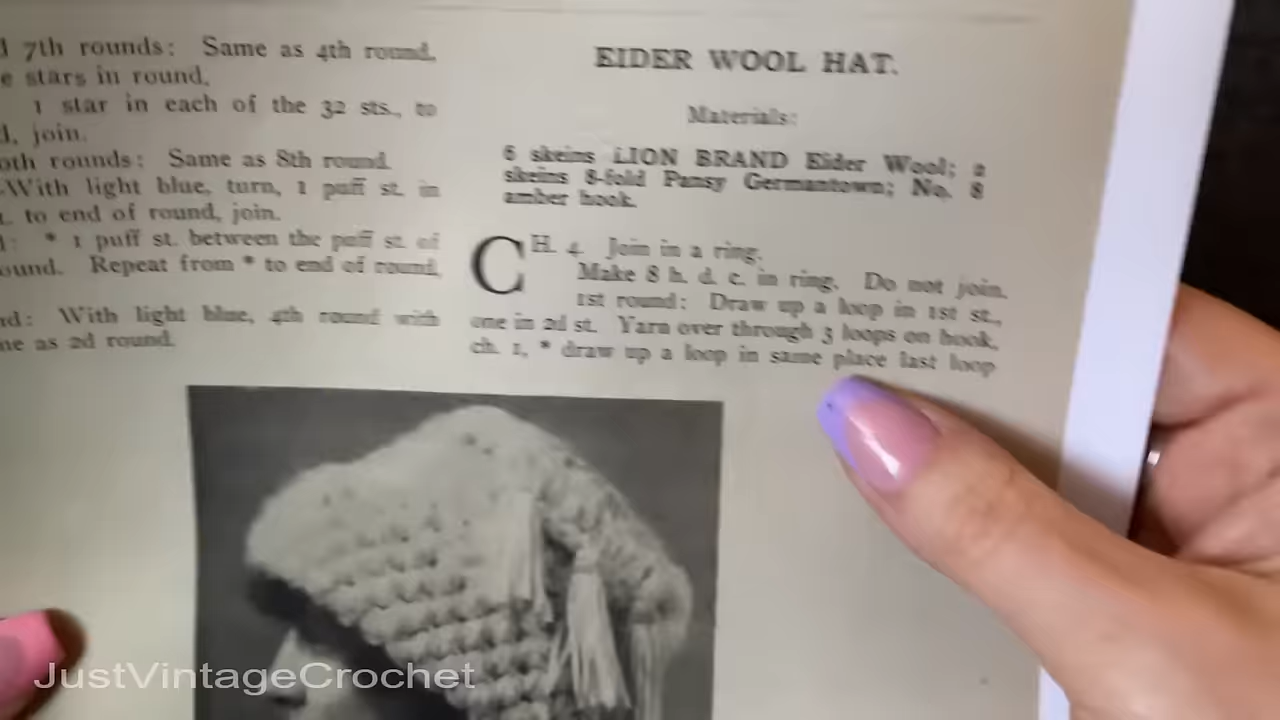 d 7th rounds: Same as 4th round.
e stars in round.
1 star in each of the 32 sts., to
d, join.
oth rounds: Same as 8th round.
-With light blue, turn, 1 puff st. in
t. to end of round, join.
d: * 1 puff st. between the puff st. of
ound. Repeat from * to end of round,
nd: With light blue, 4th round with
me as 2d round.
EIDER WOOL HAT.
Materials:
6 skeins LION BRAND Eider Wool; 2
skeins 8-fold Pansy Germantown; No. 8
amber hook.
CH. 4 Join in a ring.
Make 8 h. d. c. in ring. Do not join.
1st round: Draw up a loop in 1st st.,
one in 2d st. Yarn over through 3 loops on hook,
ch. 1, * draw up a loop in same place last loop
JustVintageCrochet